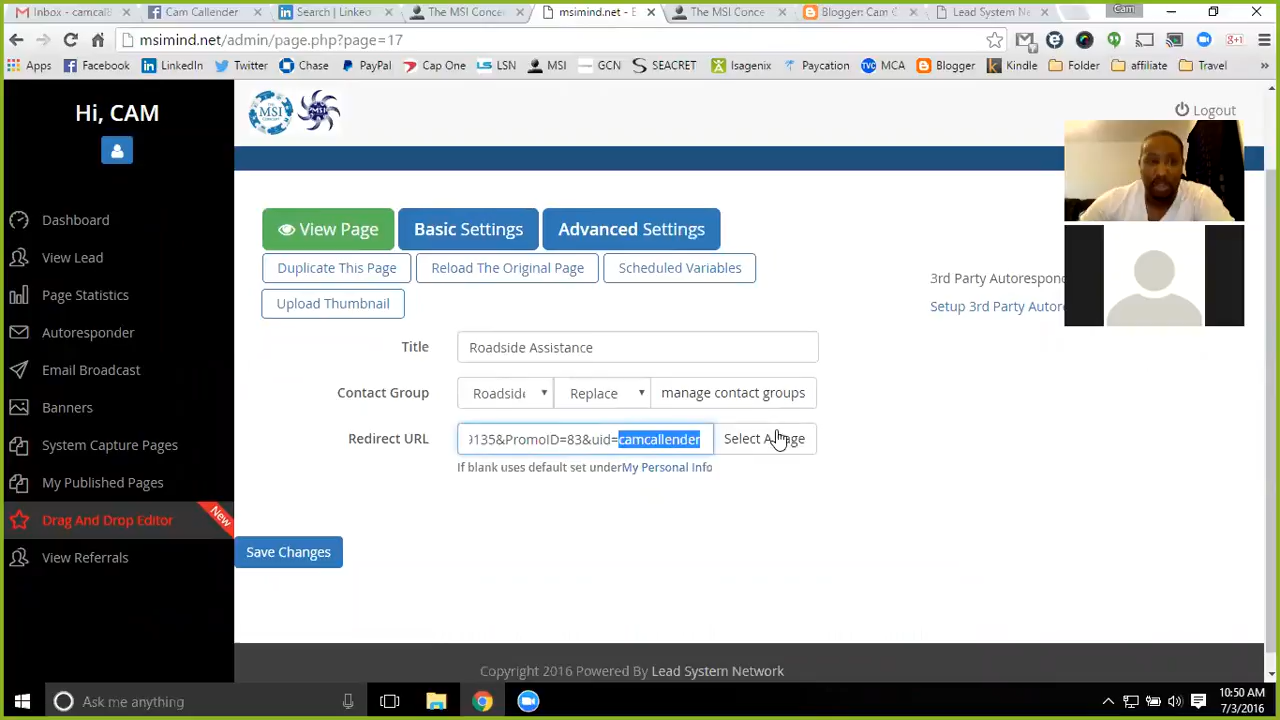 Inbox - camcal
Cam Callender
Search | Linke
The MSI Conce
msimind.net - E
The MSI Conce
Blogger: Cam C
Lead System Ne
Cam
msimind.net/admin/page.php?page=17
Apps
Facebook
LinkedIn
Twitter
Chase
PayPal
Cap One
LSN
MSI
GCN
SEACRET
Isagenix
Paycation
MCA
Blogger
Kindle
Folder
affiliate
Travel
Hi, CAM
MSI
Logout
Dashboard
View Lead
Page Statistics
Autoresponder
Email Broadcast
Banners
System Capture Pages
My Published Pages
Drag And Drop Editor
New
View Referrals
View Page
Basic Settings
Advanced Settings
Duplicate This Page
Reload The Original Page
Scheduled Variables
Upload Thumbnail
3rd Party Autorespond
Setup 3rd Party Autor
Title
Roadside Assistance
Contact Group
Roadside
Replace
manage contact groups
Redirect URL
9135&PromoID=83&uid=camcallender
Select A Page
If blank uses default set underMy Personal Info
Save Changes
Copyright 2016 Powered By Lead System Network
Ask me anything
10:50 AM
7/3/2016